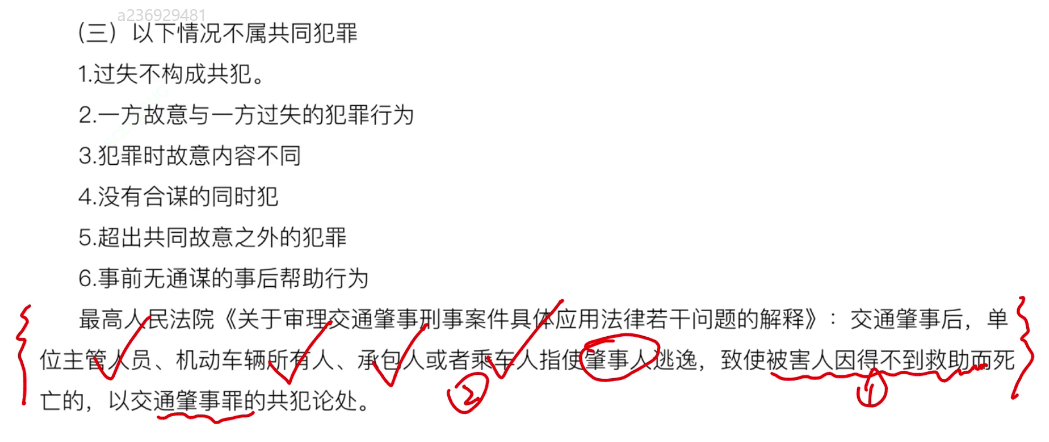 a236929481
（三）以下情况不属共同犯罪
1.过失不构成共犯。
2.一方故意与一方过失的犯罪行为
3.犯罪时故意内容不同
4.没有合谋的同时犯
5.超出共同故意之外的犯罪
6.事前无通谋的事后帮助行为
最高人民法院《关于审理交通肇事刑事案件具体应用法律若干问题的解释》：交通肇事后，单
位主管人员、机动车辆所有人、承包人或者乘车人指使肇事人逃逸，致使被害人因得不到救助而死
② ①
亡的，以交通肇事罪的共犯论处。